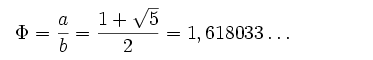 Φ = a/b = (1 + √5)/2 = 1,618033...